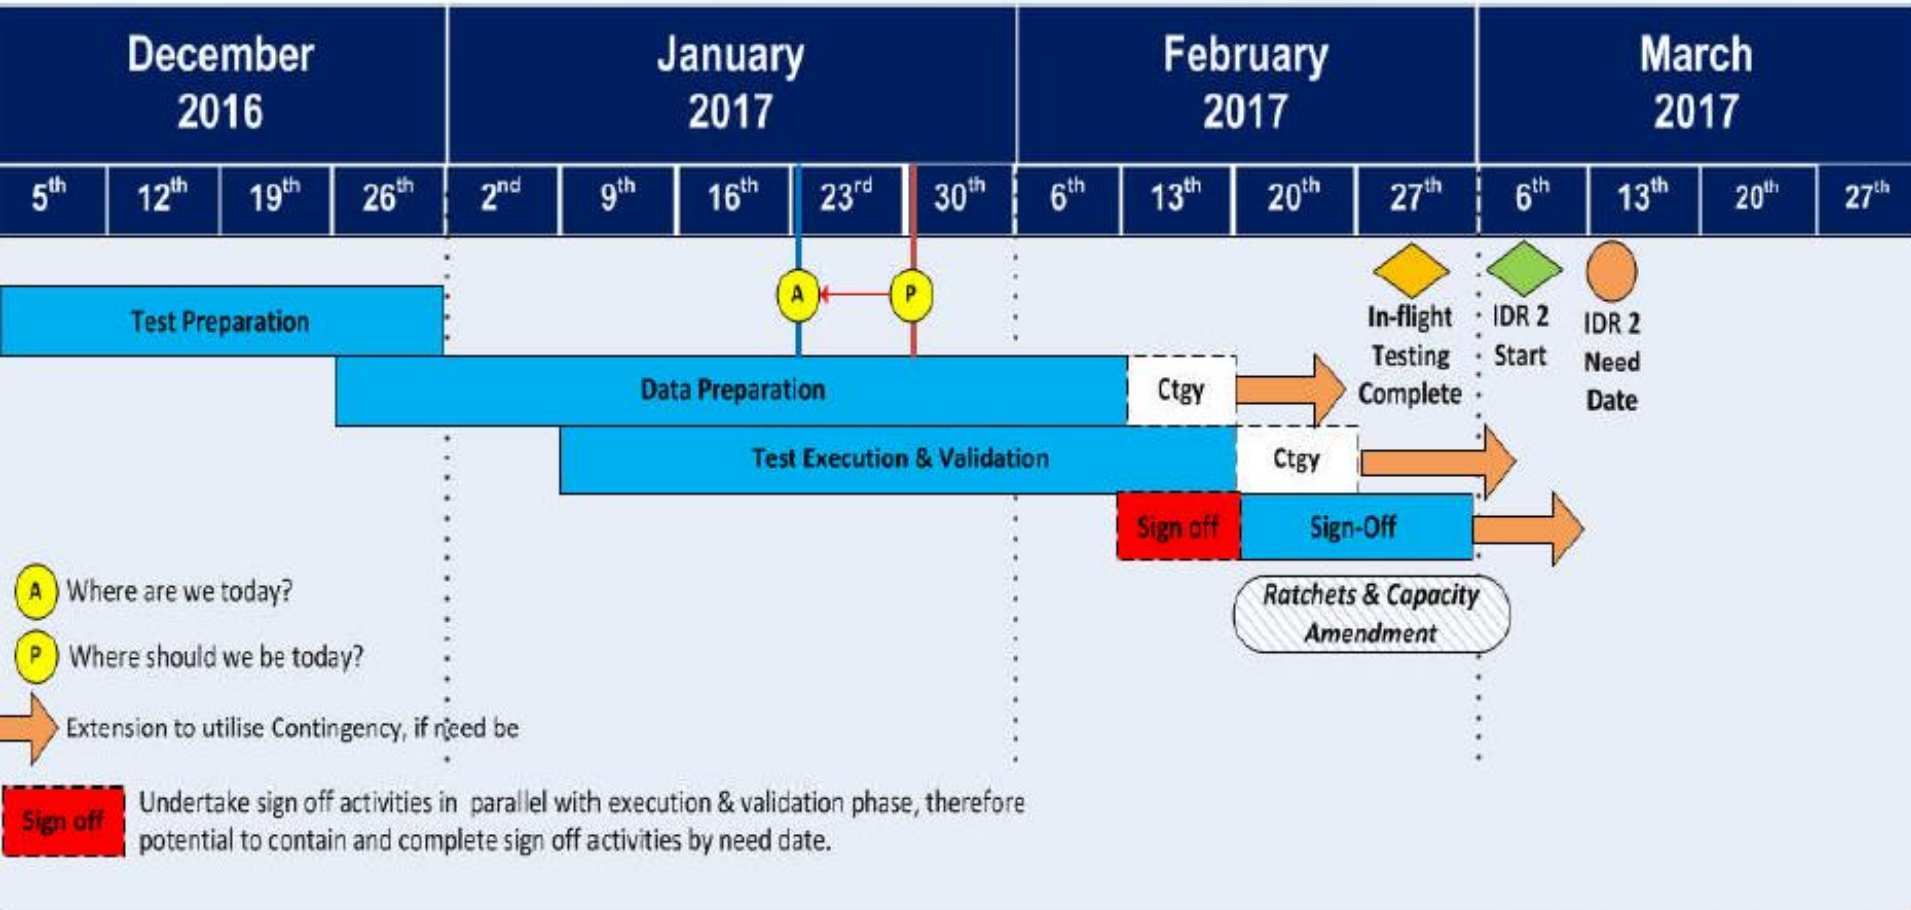 December
2016
January
2017
February
2017
March
2017
5th 12th 19th 26th 2nd 9th 16th 23rd 30th 6th 13th 20th 27th 6th 13th 20th 27th
A P
Test Preparation
In-flight
Testing
Complete
IDR 2
Start
IDR 2
Need
Date
Data Preparation
Ctgy
Test Execution & Validation
Ctgy
Sign off
Sign-Off
Ratchets & Capacity
Amendment
A Where are we today?
P Where should we be today?
Extension to utilise Contingency, if need be
Sign off
Undertake sign off activities in parallel with execution & validation phase, therefore
potential to contain and complete sign off activities by need date.